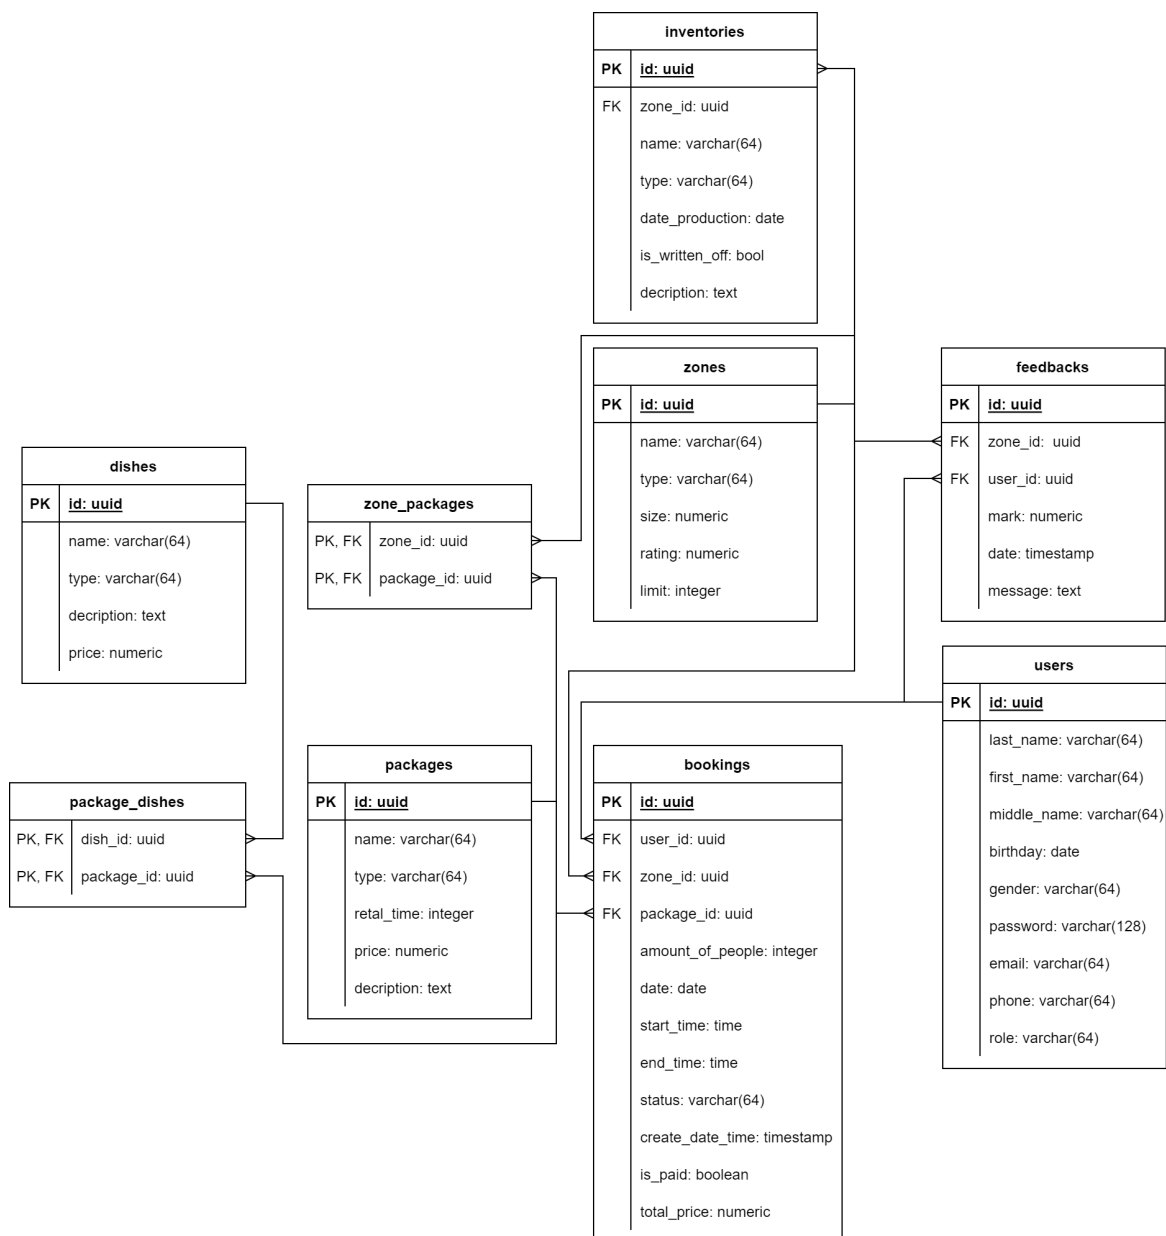 inventories
PK id: uuid
FK zone_id: uuid
name: varchar(64)
type: varchar(64)
date_production: date
is_written_off: bool
decription: text
zones
PK id: uuid
name: varchar(64)
type: varchar(64)
size: numeric
rating: numeric
limit: integer
feedbacks
PK id: uuid
FK zone_id: uuid
FK user_id: uuid
mark: numeric
date: timestamp
message: text
dishes
PK id: uuid
name: varchar(64)
type: varchar(64)
decription: text
price: numeric
zone_packages
PK, FK zone_id: uuid
PK, FK package_id: uuid
users
PK id: uuid
last_name: varchar(64)
first_name: varchar(64)
middle_name: varchar(64)
birthday: date
gender: varchar(64)
password: varchar(128)
email: varchar(64)
phone: varchar(64)
role: varchar(64)
package_dishes
PK, FK dish_id: uuid
PK, FK package_id: uuid
packages
PK id: uuid
name: varchar(64)
type: varchar(64)
retal_time: integer
price: numeric
decription: text
bookings
PK id: uuid
FK user_id: uuid
FK zone_id: uuid
FK package_id: uuid
amount_of_people: integer
date: date
start_time: time
end_time: time
status: varchar(64)
create_date_time: timestamp
is_paid: boolean
total_price: numeric